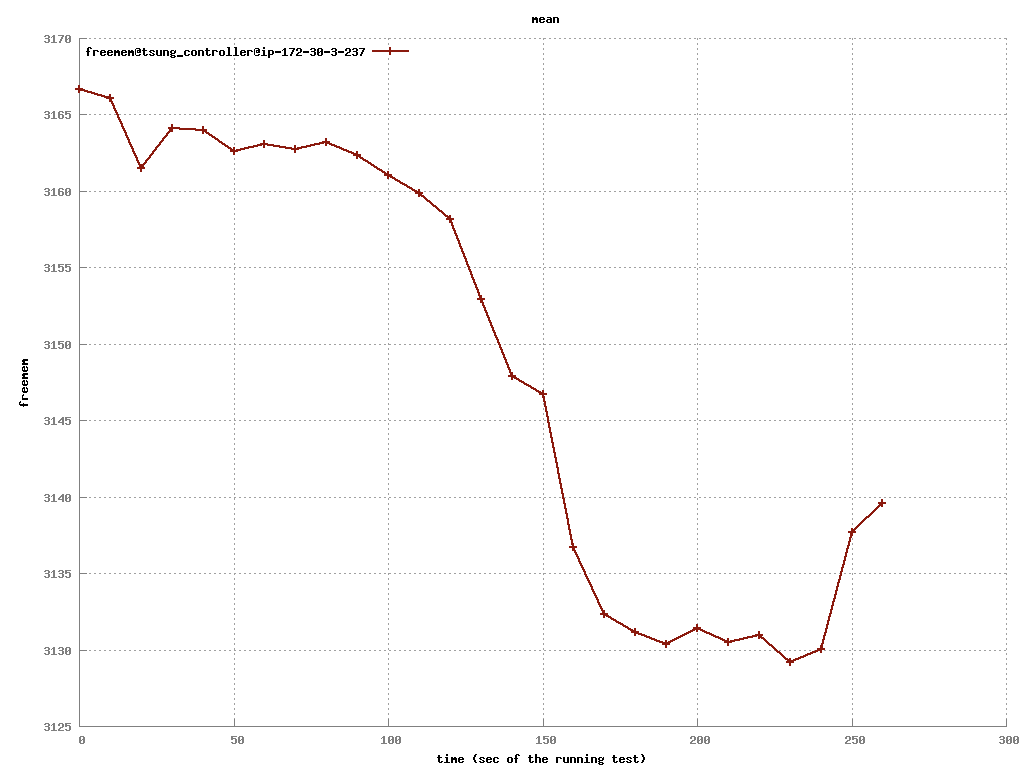 mean
freemem@tsung_controller@ip-172-30-3-237
3170
3165
3160
3155
3150
3145
3140
3135
3130
3125
freemem
0 50 100 150 200 250 300
time (sec of the running test)